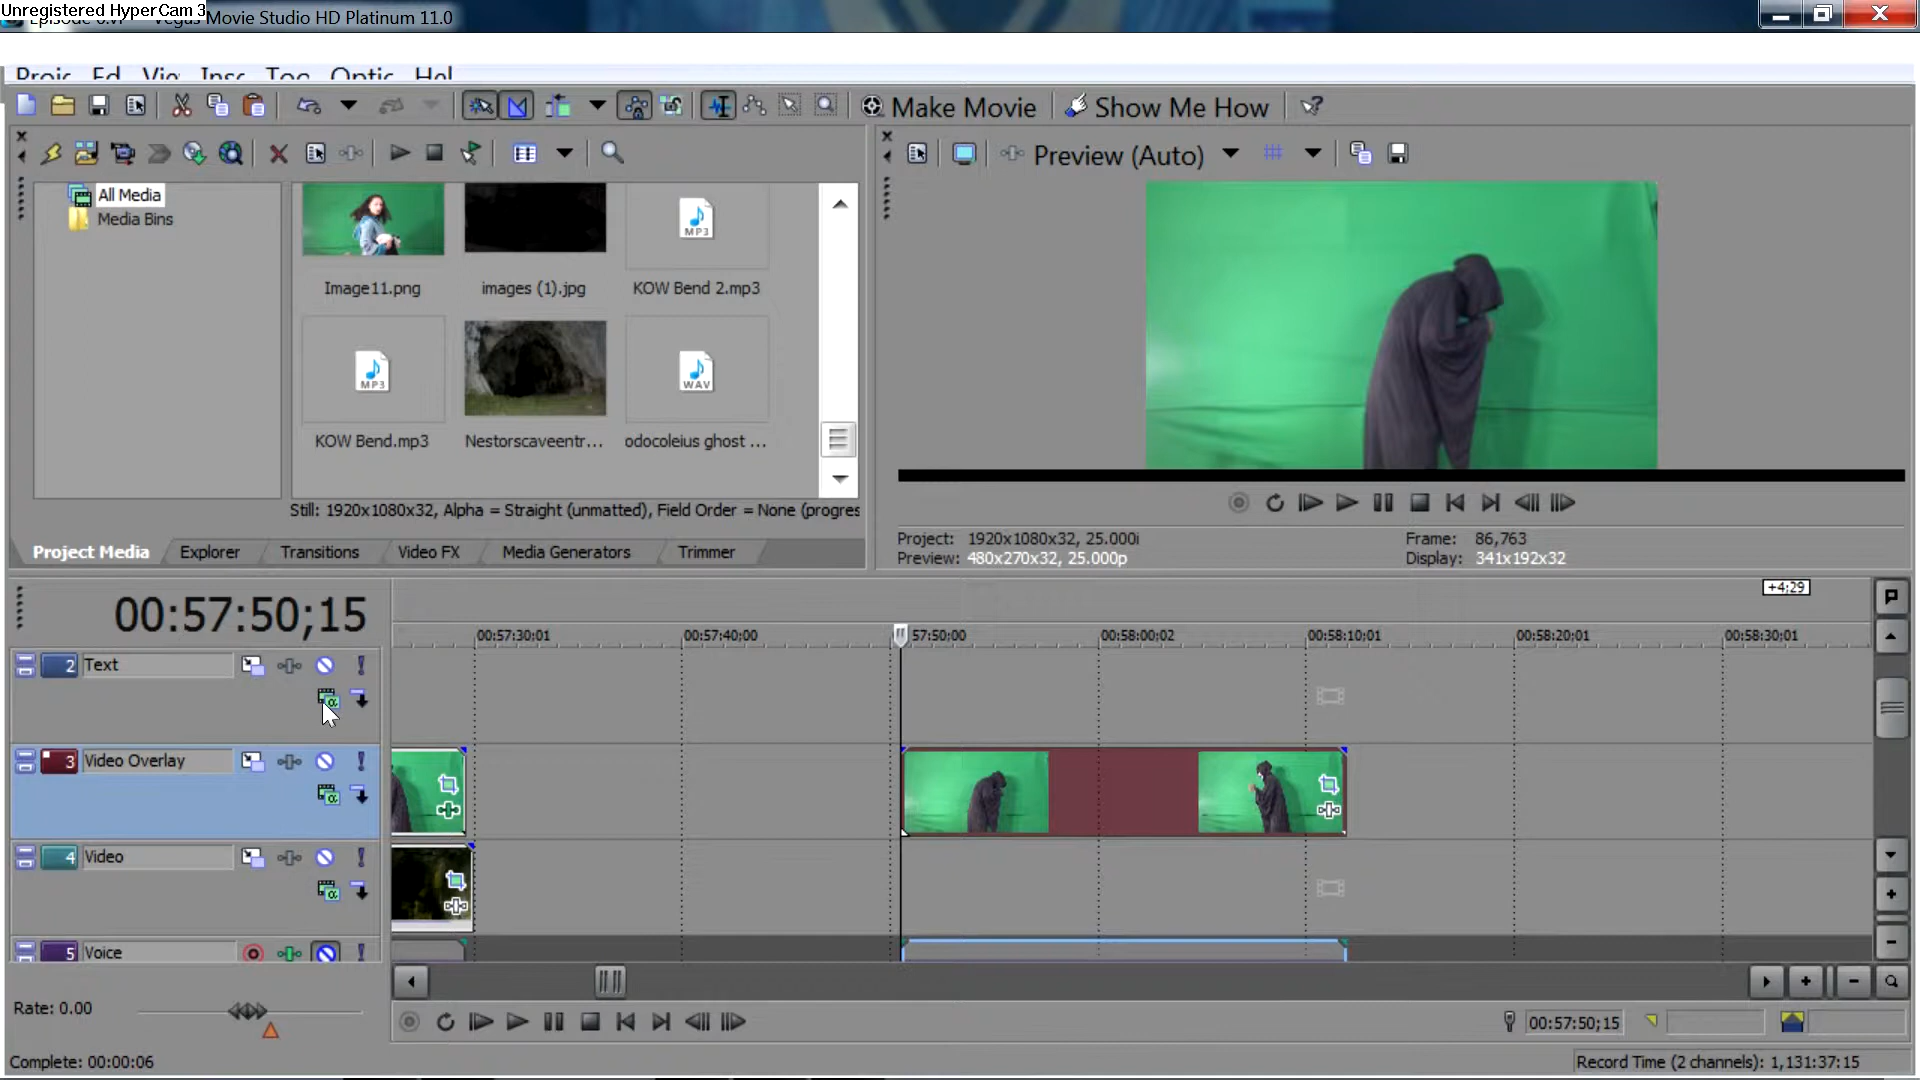 Unregistered HyperCam 3
Vegas Movie Studio HD Platinum 11.0
Make Movie
Show Me How
Preview (Auto)
All Media
Media Bins
MP3
Image11.png
images (1).jpg
KOW Bend 2.mp3
MP3
WAV
KOW Bend.mp3
Nestorscaveentr...
odocoleius ghost ...
Still: 1920x1080x32, Alpha = Straight (unmatted), Field Order = None (progres
Project Media
Explorer
Transitions
Video FX
Media Generators
Trimmer
Project: 1920x1080x32, 25.000i
Frame: 86,763
Preview: 480x270x32, 25.000p
Display: 341x192x32
+4;29
00:57:50;15
00:57:30;01
00:57:40;00
57:50;00
00:58:00;02
00:58:10;01
00:58:20;01
00:58:30;01
2 Text
3 Video Overlay
4 Video
5 Voice
Rate: 0.00
00:57:50;15
Complete: 00:00:06
Record Time (2 channels): 1,131:37:15